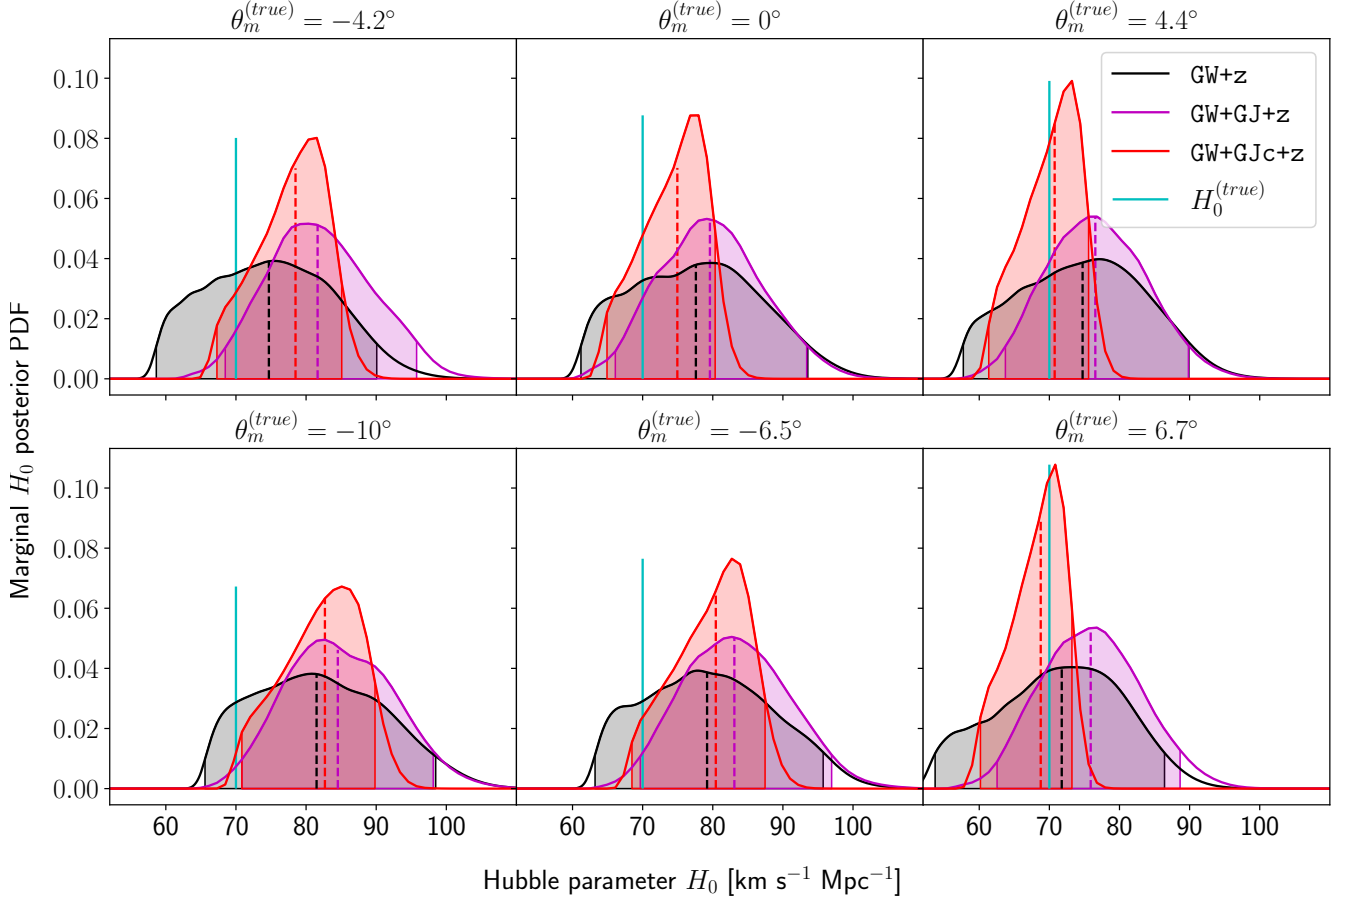 θ_m^{(true)} = −4.2° θ_m^{(true)} = 0° θ_m^{(true)} = 4.4°
0.10
0.08
0.06
0.04
0.02
0.00
GW+z
GW+GJ+z
GW+GJc+z
H_0^{(true)}
60 70 80 90 100 60 70 80 90 100 60 70 80 90 100
θ_m^{(true)} = −10° θ_m^{(true)} = −6.5° θ_m^{(true)} = 6.7°
0.10
0.08
0.06
0.04
0.02
0.00
Marginal H_0 posterior PDF
Hubble parameter H_0 [km s^{−1} Mpc^{−1}]